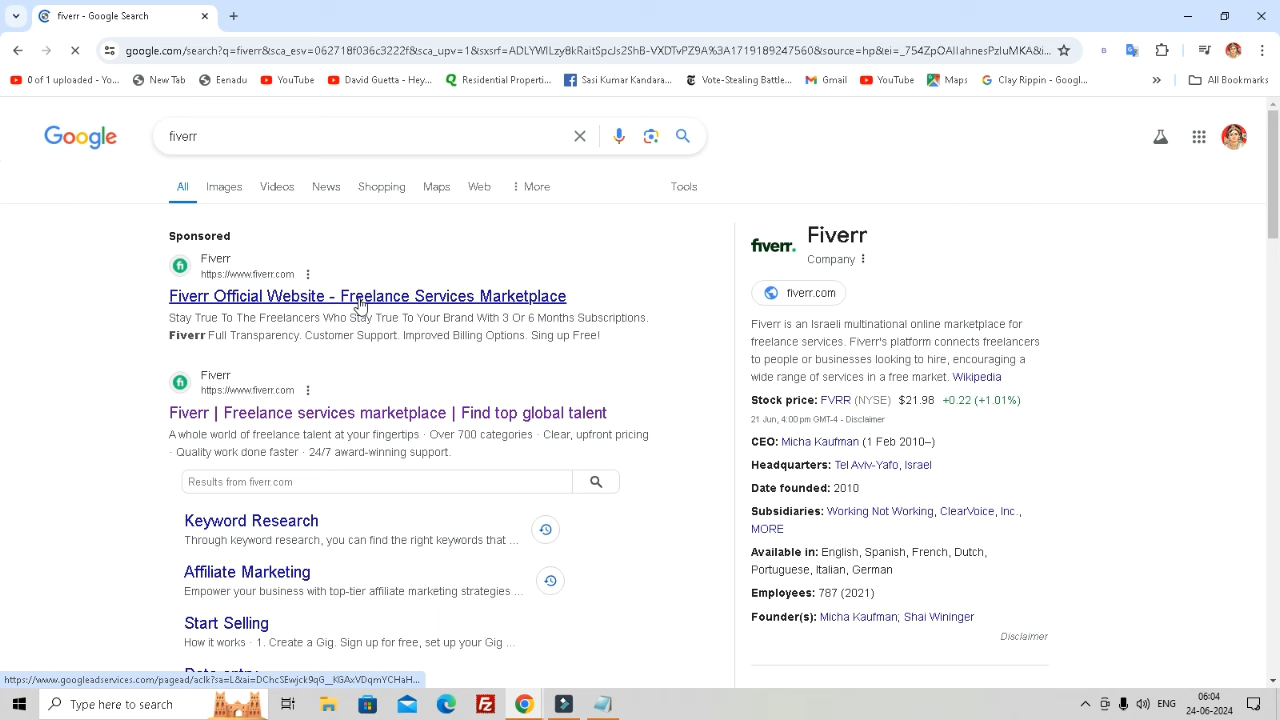 fiverr - Google Search
google.com/search?q=fiverr&sca_esv=062718f036c3222f&sca_upv=1&sxsrf=ADLYWILzy8kRaitSpcJs2ShB-VXDTvPZ9A%3A1719189247560&source=hp&ei=_754ZpOAIIahnesPzIuMKA&i...
0 of 1 uploaded - Yo...
New Tab
Eenadu
YouTube
David Guetta - Hey...
Residential Properti...
Sasi Kumar Kandara...
Vote-Stealing Battle...
Gmail
YouTube
Maps
Clay Rippin - Googl...
»
All Bookmarks
Google
fiverr
All Images Videos News Shopping Maps Web More Tools
Sponsored
Fiverr
https://www.fiverr.com
Fiverr Official Website - Freelance Services Marketplace
Stay True To The Freelancers Who Stay True To Your Brand With 3 Or 6 Months Subscriptions.
Fiverr Full Transparency. Customer Support. Improved Billing Options. Sing up Free!
Fiverr
https://www.fiverr.com
Fiverr | Freelance services marketplace | Find top global talent
A whole world of freelance talent at your fingertips · Over 700 categories · Clear, upfront pricing
· Quality work done faster · 24/7 award-winning support.
Results from fiverr.com
Keyword Research
Through keyword research, you can find the right keywords that ...
Affiliate Marketing
Empower your business with top-tier affiliate marketing strategies ...
Start Selling
How it works · 1. Create a Gig. Sign up for free, set up your Gig ...
Data entry
fiverr.
Fiverr
Company
fiverr.com
Fiverr is an Israeli multinational online marketplace for
freelance services. Fiverr's platform connects freelancers
to people or businesses looking to hire, encouraging a
wide range of services in a free market. Wikipedia
Stock price: FVRR (NYSE) $21.98 +0.22 (+1.01%)
21 Jun, 4:00 pm GMT-4 - Disclaimer
CEO: Micha Kaufman (1 Feb 2010–)
Headquarters: Tel Aviv-Yafo, Israel
Date founded: 2010
Subsidiaries: Working Not Working, ClearVoice, Inc.,
MORE
Available in: English, Spanish, French, Dutch,
Portuguese, Italian, German
Employees: 787 (2021)
Founder(s): Micha Kaufman; Shai Wininger
Disclaimer
https://www.googleadservices.com/pagead/aclk?sa=L&ai=DChcSEwjck9qG__KGAxVDqmYCHaH...
Type here to search
ENG
06:04
24-06-2024